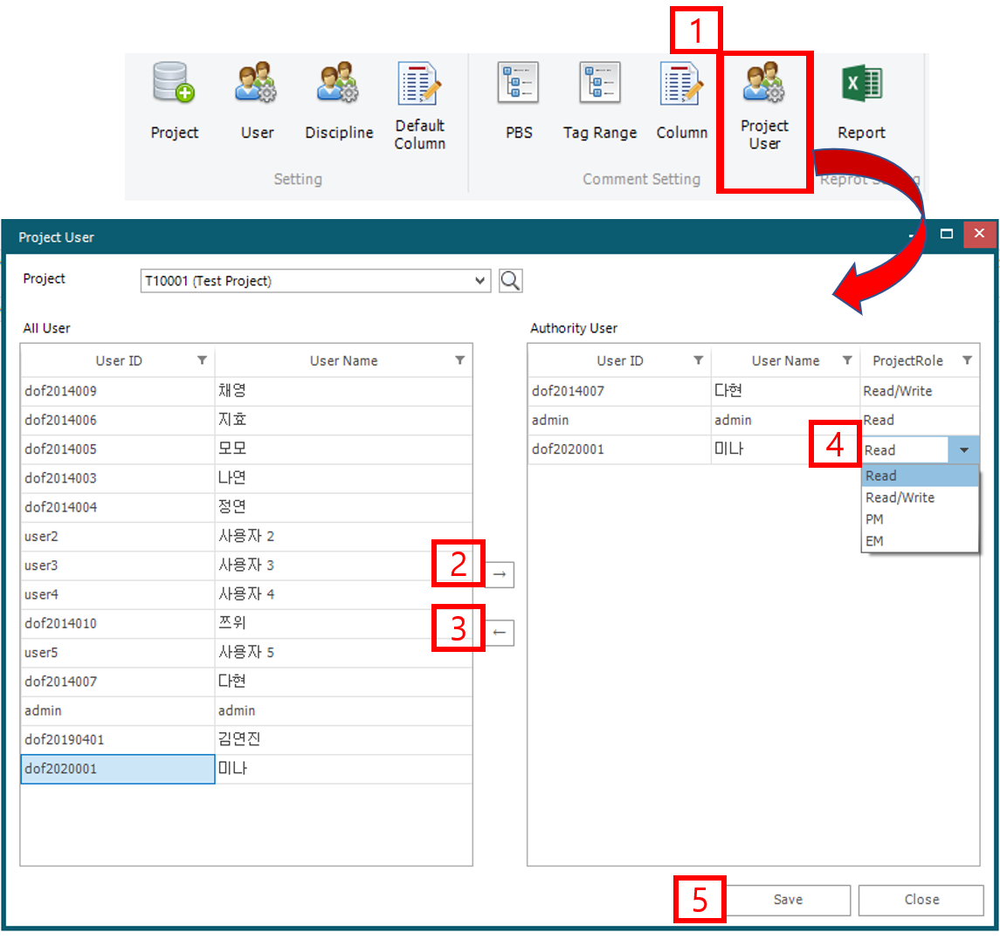 1
Project
User
Discipline
Default
Column
PBS
Tag Range
Column
Project
User
Report
Setting
Comment Setting
Reprot S
Project User
Project
T10001 (Test Project)
All User
User ID User Name
dof2014009 채영
dof2014006 지효
dof2014005 모모
dof2014003 나연
dof2014004 정연
user2 사용자 2
user3 사용자 3
user4 사용자 4
dof2014010 쯔위
user5 사용자 5
dof2014007 다현
admin admin
dof20190401 김연진
dof2020001 미나
2
→
3
←
Authority User
User ID User Name ProjectRole
dof2014007 다현 Read/Write
admin admin Read
dof2020001 미나 Read
4
Read
Read/Write
PM
EM
5
Save
Close